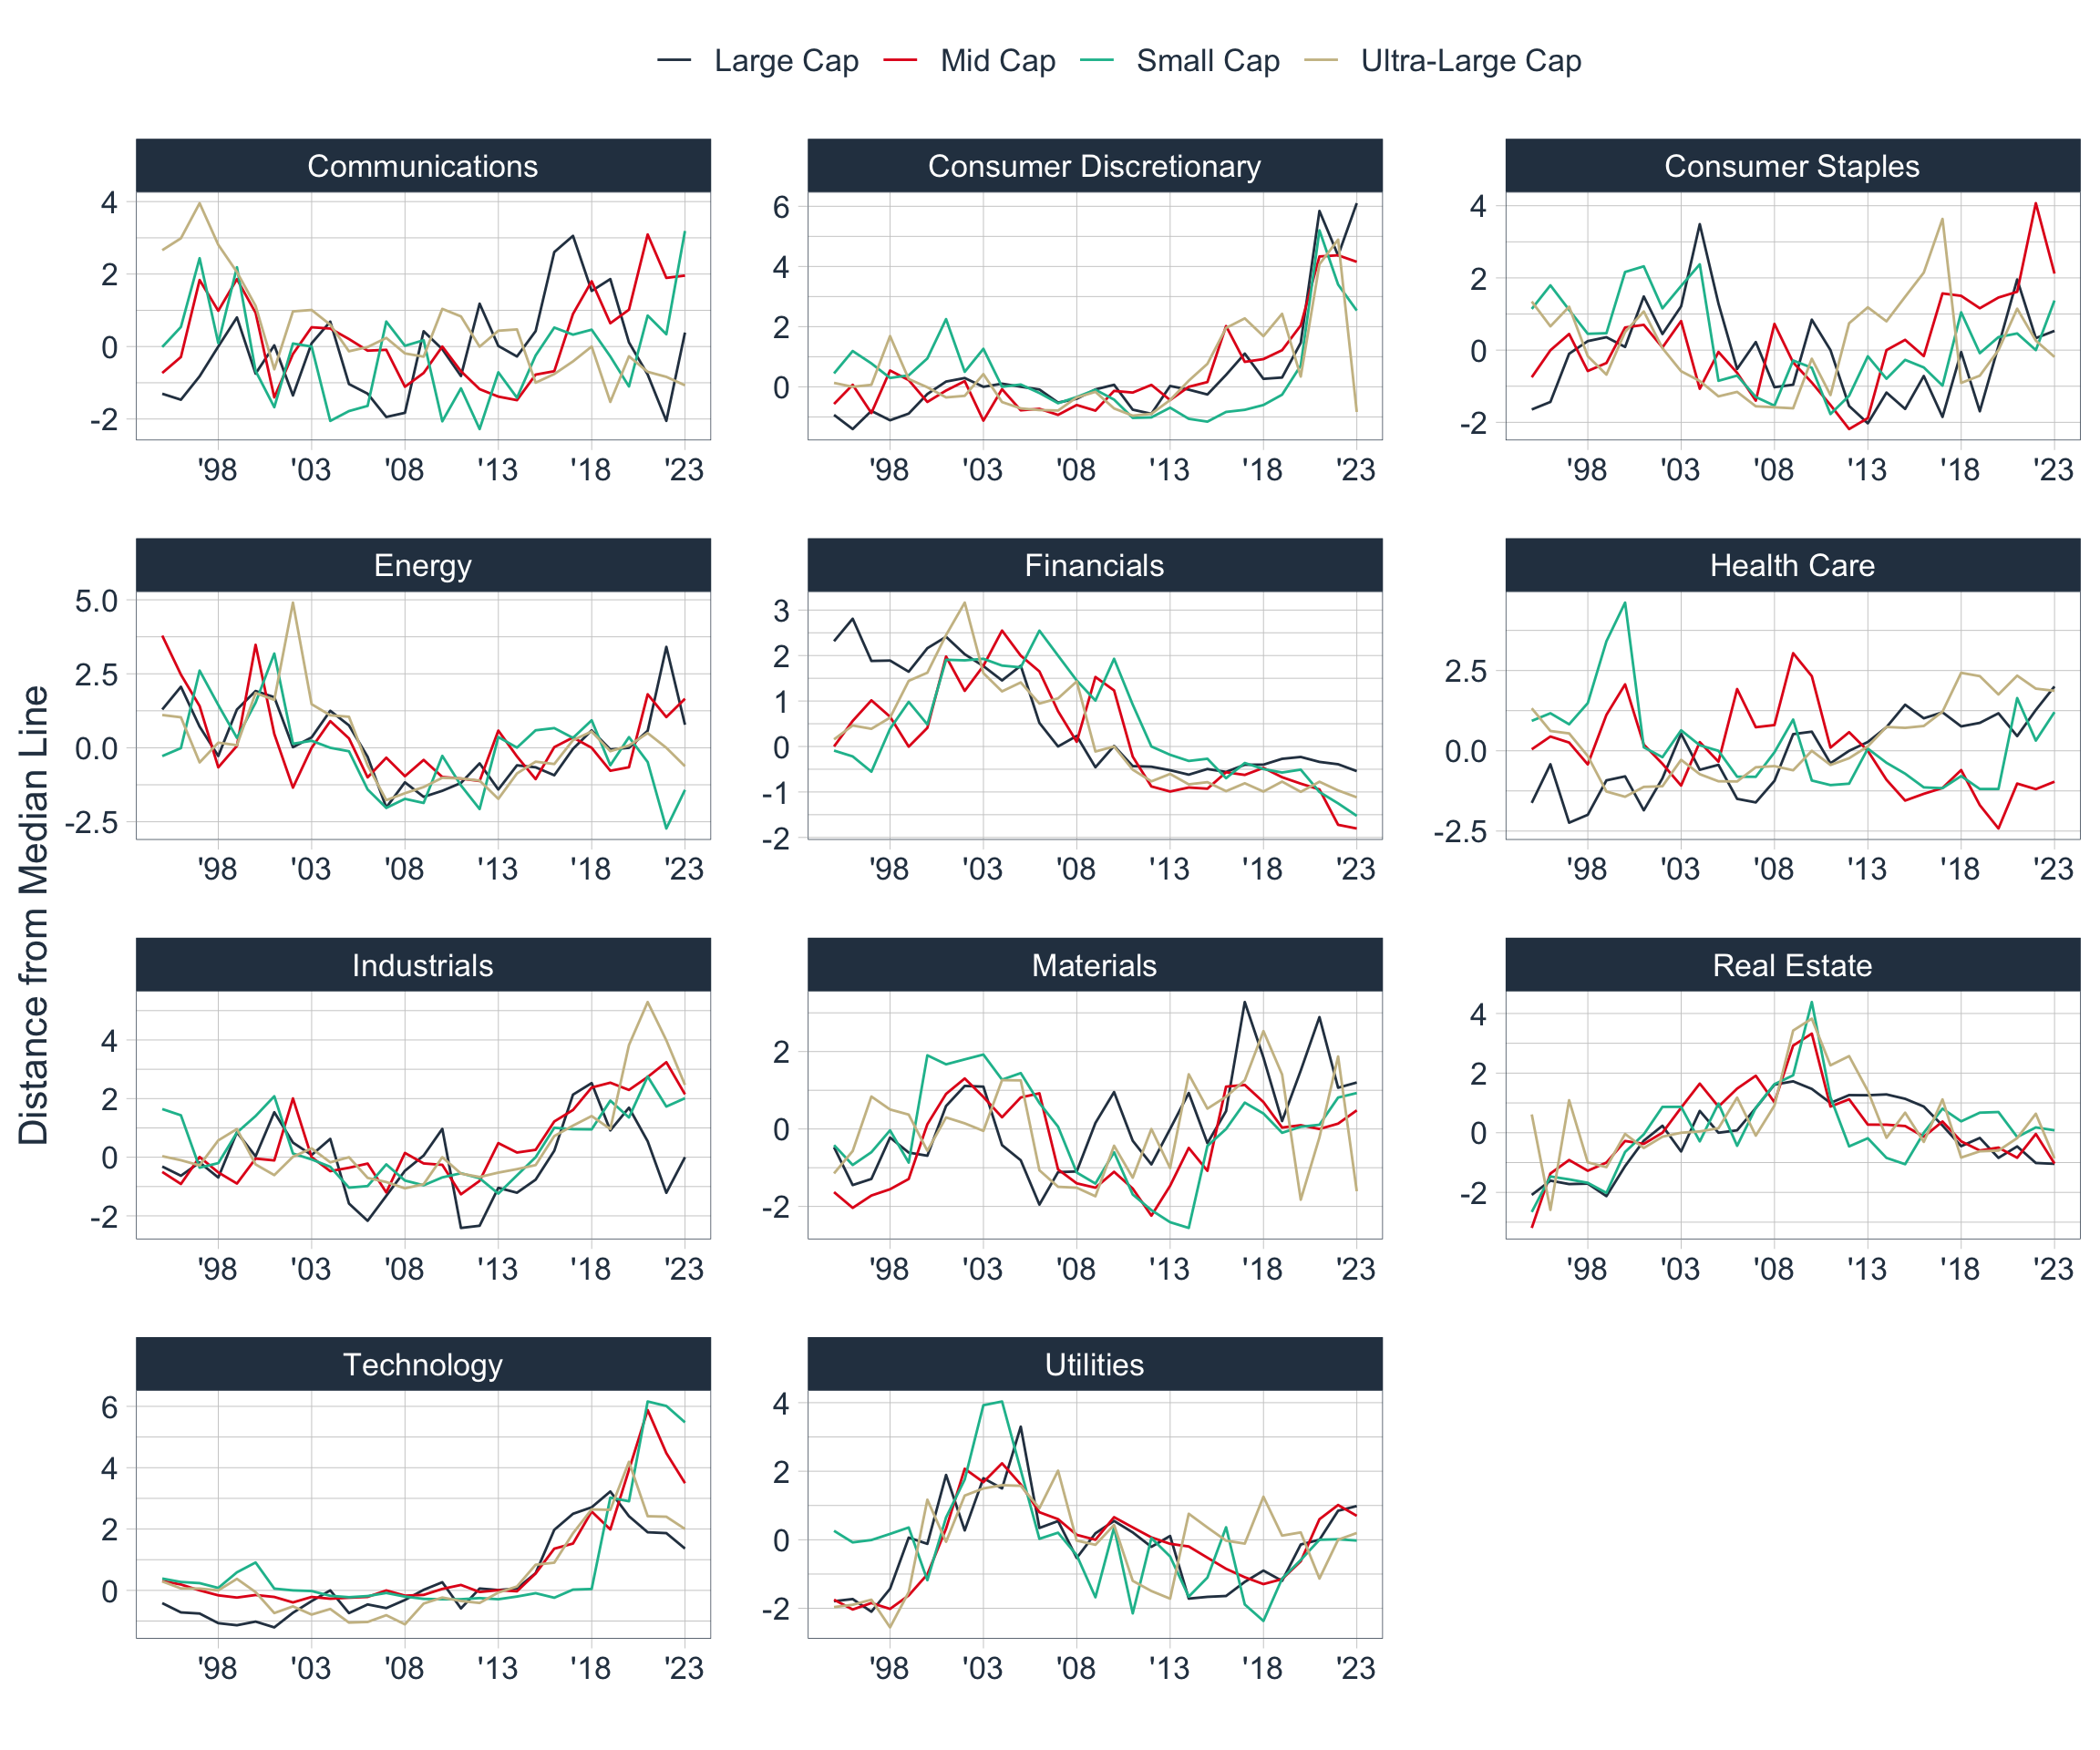 Large Cap Mid Cap Small Cap Ultra-Large Cap
Distance from Median Line
Communications
4
2
0
-2
'98 '03 '08 '13 '18 '23
Consumer Discretionary
6
4
2
0
'98 '03 '08 '13 '18 '23
Consumer Staples
4
2
0
-2
'98 '03 '08 '13 '18 '23
Energy
5.0
2.5
0.0
-2.5
'98 '03 '08 '13 '18 '23
Financials
3
2
1
0
-1
-2
'98 '03 '08 '13 '18 '23
Health Care
2.5
0.0
-2.5
'98 '03 '08 '13 '18 '23
Industrials
4
2
0
-2
'98 '03 '08 '13 '18 '23
Materials
2
0
-2
'98 '03 '08 '13 '18 '23
Real Estate
4
2
0
-2
'98 '03 '08 '13 '18 '23
Technology
6
4
2
0
'98 '03 '08 '13 '18 '23
Utilities
4
2
0
-2
'98 '03 '08 '13 '18 '23